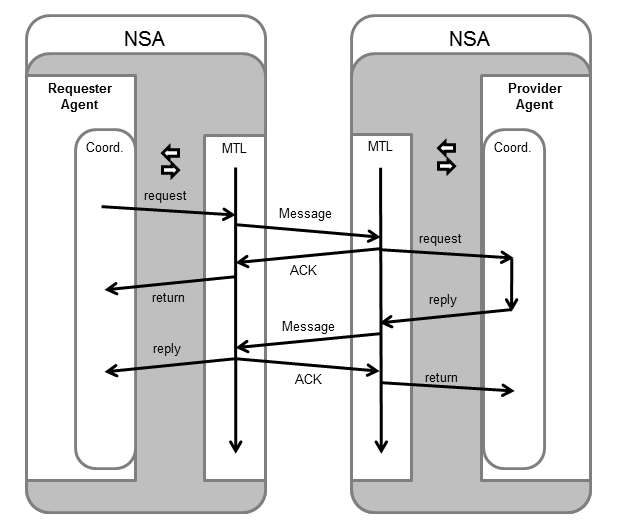 NSA
NSA
Requester
Agent
Provider
Agent
Coord.
MTL
MTL
Coord.
request
Message
request
ACK
return
reply
Message
reply
ACK
return